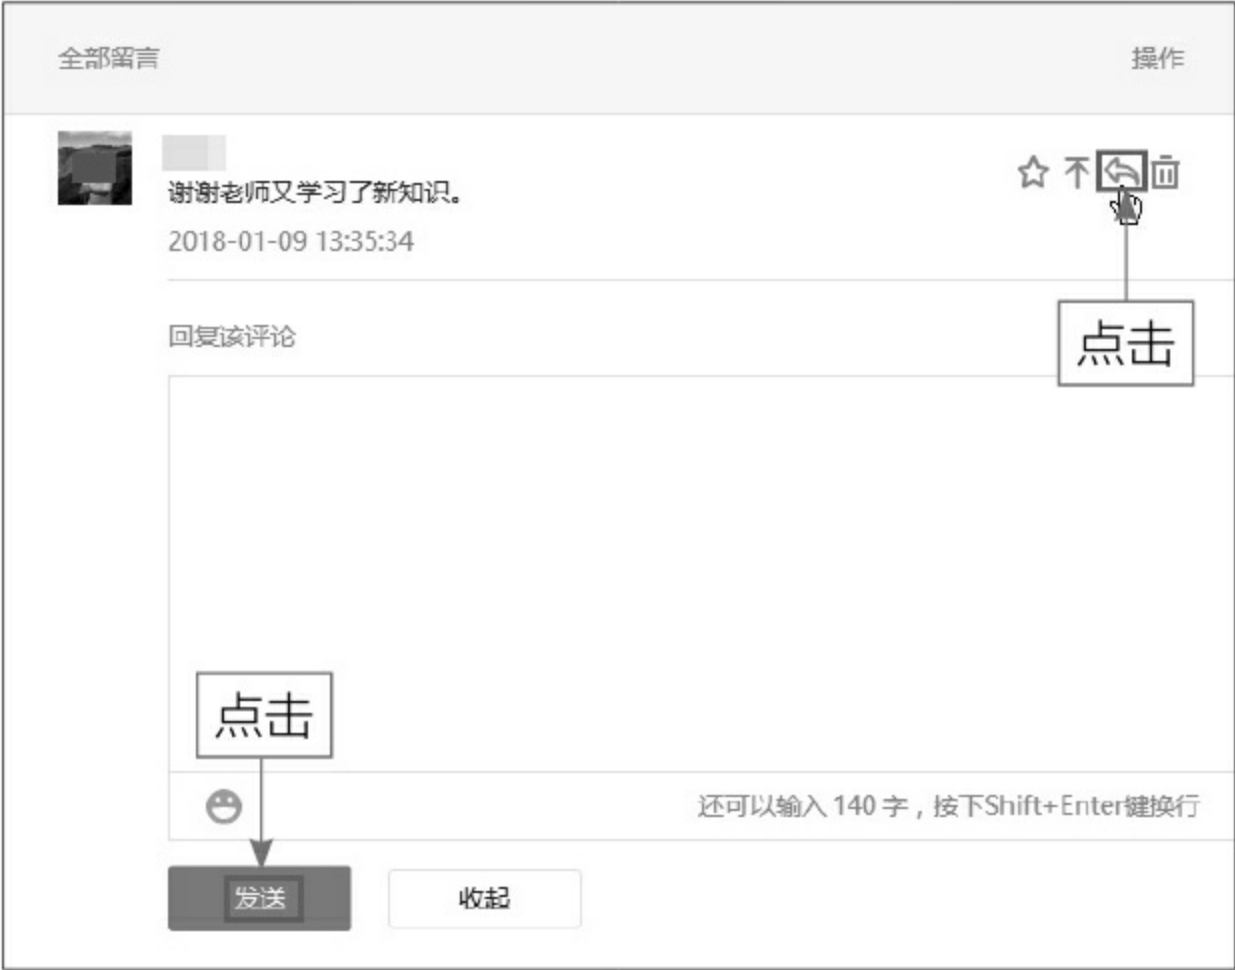 全部留言 操作
谢谢老师又学习了新知识。
2018-01-09 13:35:34
回复该评论
点击
点击
还可以输入 140 字，按下Shift+Enter键换行
发送 收起